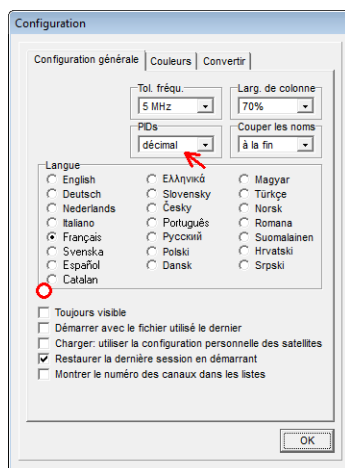 Configuration
Configuration générale Couleurs Convertir
Tol. fréqu. Larg. de colonne
5 MHz 70%
PIDs Couper les noms
décimal à la fin
Langue
English Ελληνικά Magyar
Deutsch Slovensky Türkçe
Nederlands Česky Norsk
Italiano Português Romana
Français Русский Suomalainen
Svenska Polski Hrvatski
Español Dansk Srpski
Catalan
Toujours visible
Démarrer avec le fichier utilisé le dernier
Charger: utiliser la configuration personelle des satellites
Restaurer la dernière session en démarrant
Montrer le numéro des canaux dans les listes
OK